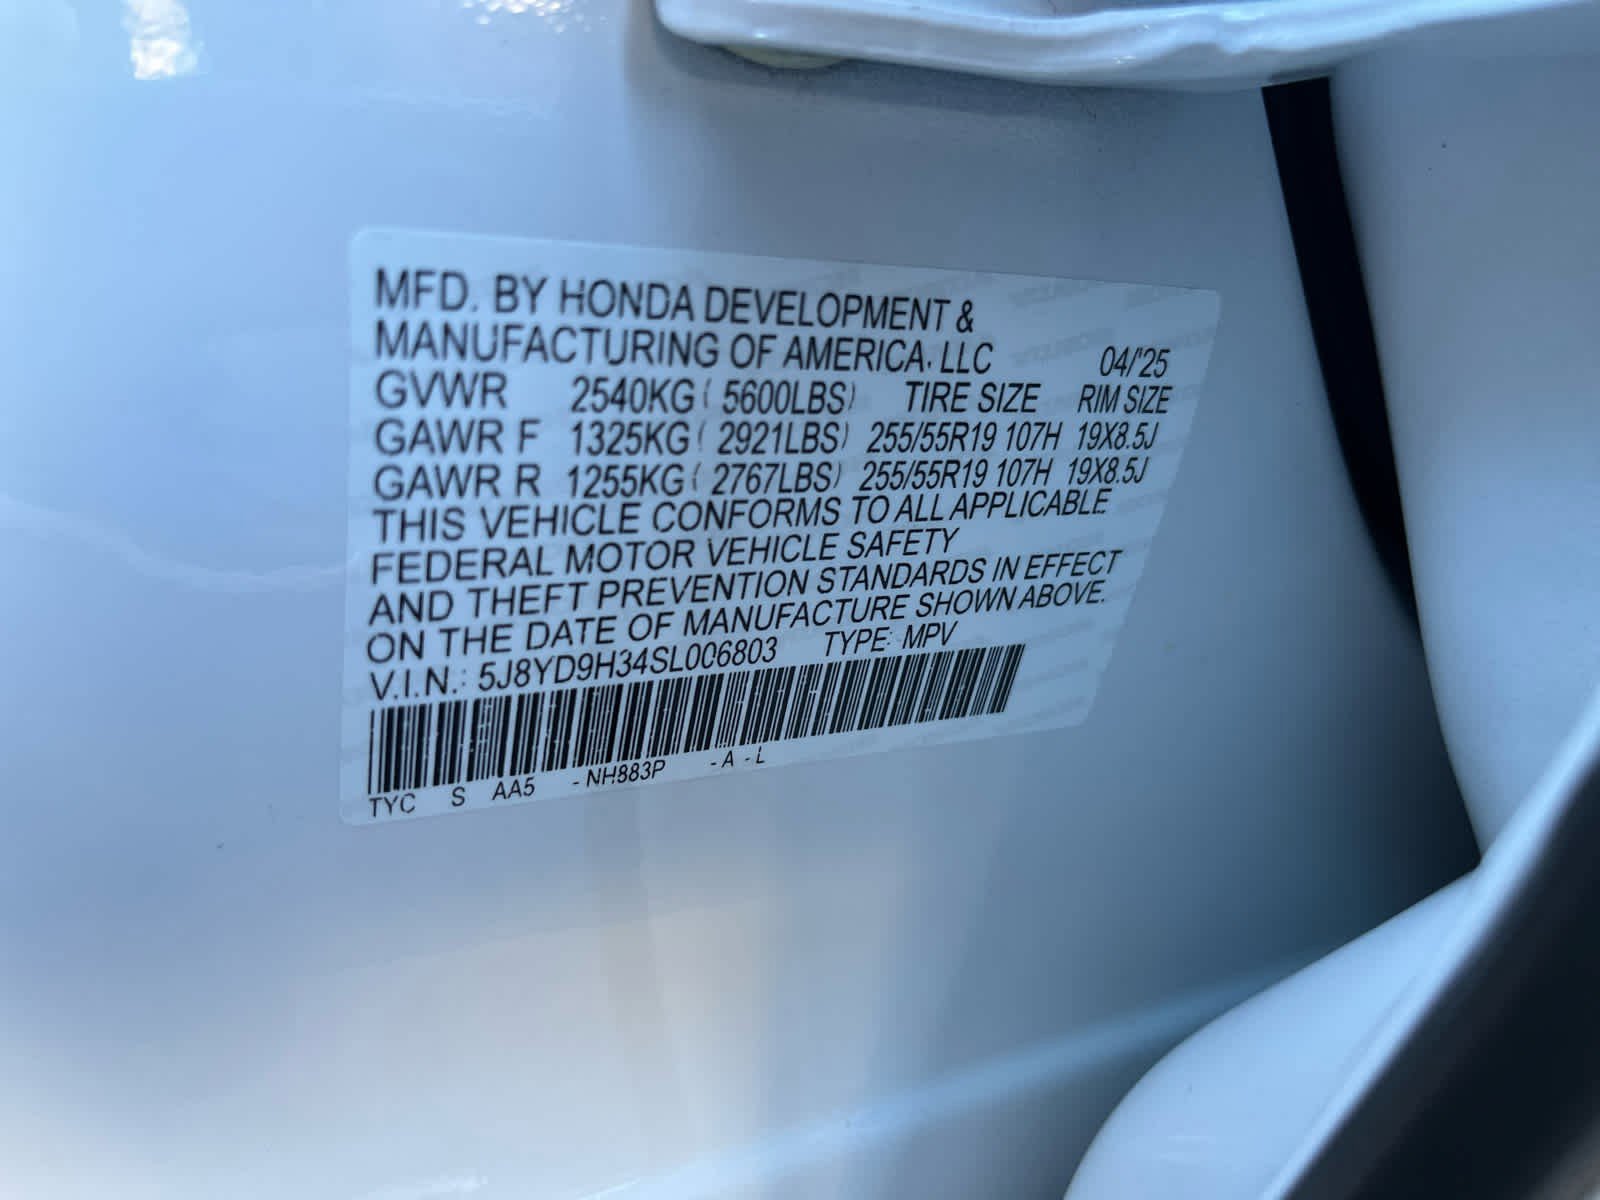 MFD. BY HONDA DEVELOPMENT &
MANUFACTURING OF AMERICA, LLC 04/'25
GVWR 2540KG ( 5600LBS) TIRE SIZE RIM SIZE
GAWR F 1325KG ( 2921LBS) 255/55R19 107H 19X8.5J
GAWR R 1255KG ( 2767LBS) 255/55R19 107H 19X8.5J
THIS VEHICLE CONFORMS TO ALL APPLICABLE
FEDERAL MOTOR VEHICLE SAFETY
AND THEFT PREVENTION STANDARDS IN EFFECT
ON THE DATE OF MANUFACTURE SHOWN ABOVE.
V.I.N.: 5J8YD9H34SL006803 TYPE: MPV
TYC S AA5 - NH883P - A - L